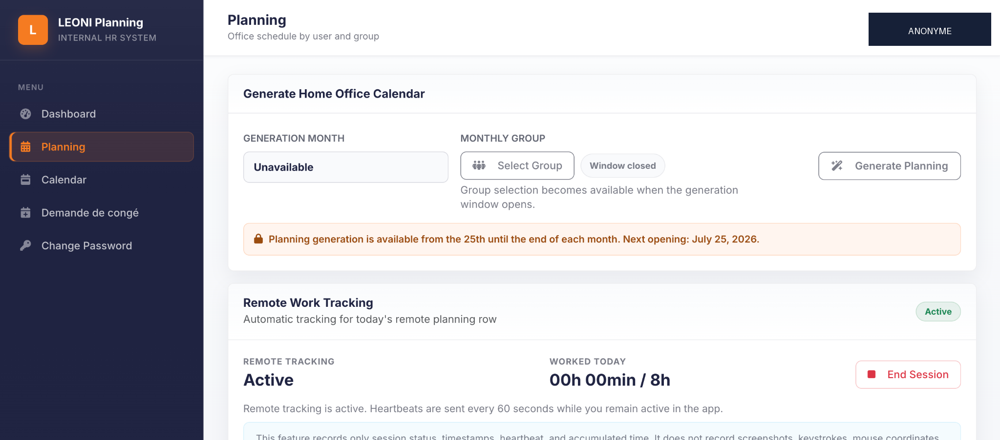 L
LEONI Planning
INTERNAL HR SYSTEM
MENU
Dashboard
Planning
Calendar
Demande de congé
Change Password
Planning
Office schedule by user and group
ANONYME
Generate Home Office Calendar
GENERATION MONTH
Unavailable
MONTHLY GROUP
Select Group
Window closed
Group selection becomes available when the generation
window opens.
Generate Planning
Planning generation is available from the 25th until the end of each month. Next opening: July 25, 2026.
Remote Work Tracking
Automatic tracking for today's remote planning row
Active
REMOTE TRACKING
Active
WORKED TODAY
00h 00min / 8h
End Session
Remote tracking is active. Heartbeats are sent every 60 seconds while you remain active in the app.
This feature records only session status, timestamps, heartbeat, and accumulated time. It does not record screenshots, keystrokes, mouse coordinates,